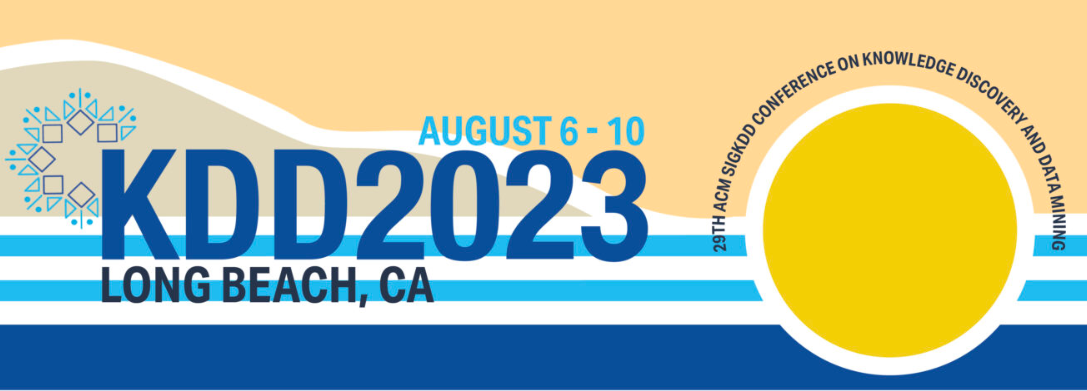 AUGUST 6 - 10
KDD2023
LONG BEACH, CA
29TH ACM SIGKDD CONFERENCE ON KNOWLEDGE DISCOVERY AND DATA MINING